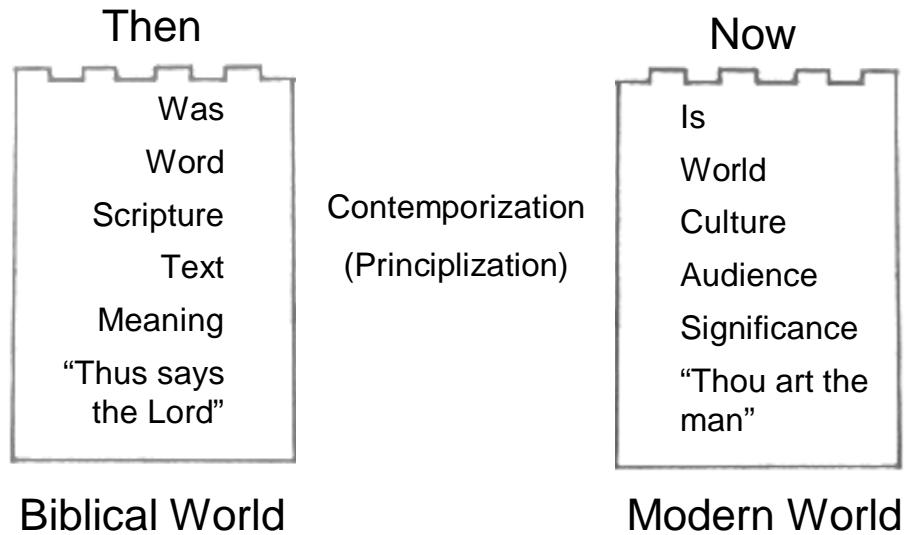 Then
Was
Word
Scripture
Text
Meaning
“Thus says
the Lord”
Biblical World
Contemporization
(Principlization)
Now
Is
World
Culture
Audience
Significance
“Thou art the
man”
Modern World